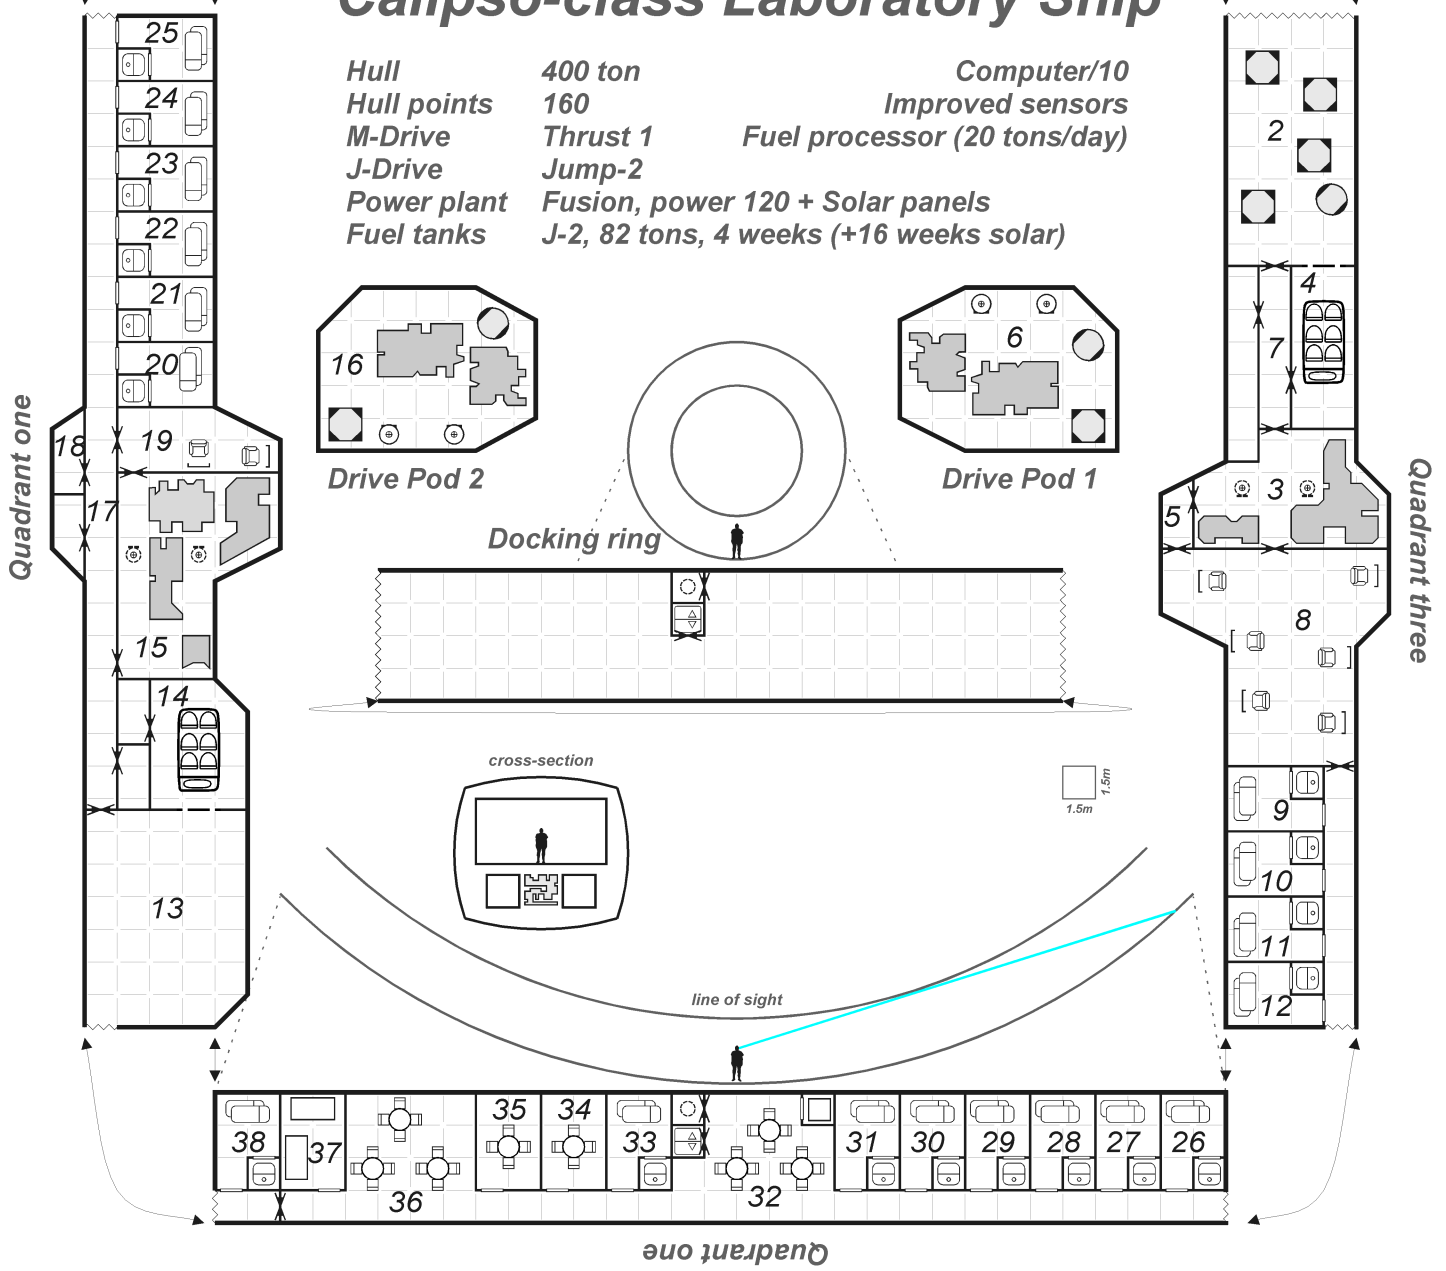 Calipso-class Laboratory Ship
Hull 400 ton Computer/10
Hull points 160 Improved sensors
M-Drive Thrust 1 Fuel processor (20 tons/day)
J-Drive Jump-2
Power plant Fusion, power 120 + Solar panels
Fuel tanks J-2, 82 tons, 4 weeks (+16 weeks solar)
25
24
23
22
21
20
19
18
17
15
14
13
Quadrant one
16
Drive Pod 2
6
Drive Pod 1
Docking ring
cross-section
1.5m
1.5m
line of sight
2
4
7
3
5
8
9
10
11
12
Quadrant three
38
37
36
35
34
33
32
31
30
29
28
27
26
Quadrant one